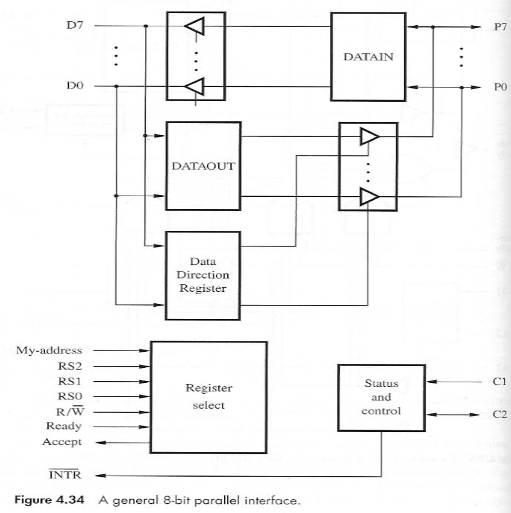 D7
P7
DATAIN
D0
P0
DATAOUT
Data
Direction
Register
My-address
RS2
RS1
RS0
R/W̅
Ready
Accept
Register
select
Status
and
control
C1
C2
I̅N̅T̅R̅
Figure 4.34 A general 8-bit parallel interface.